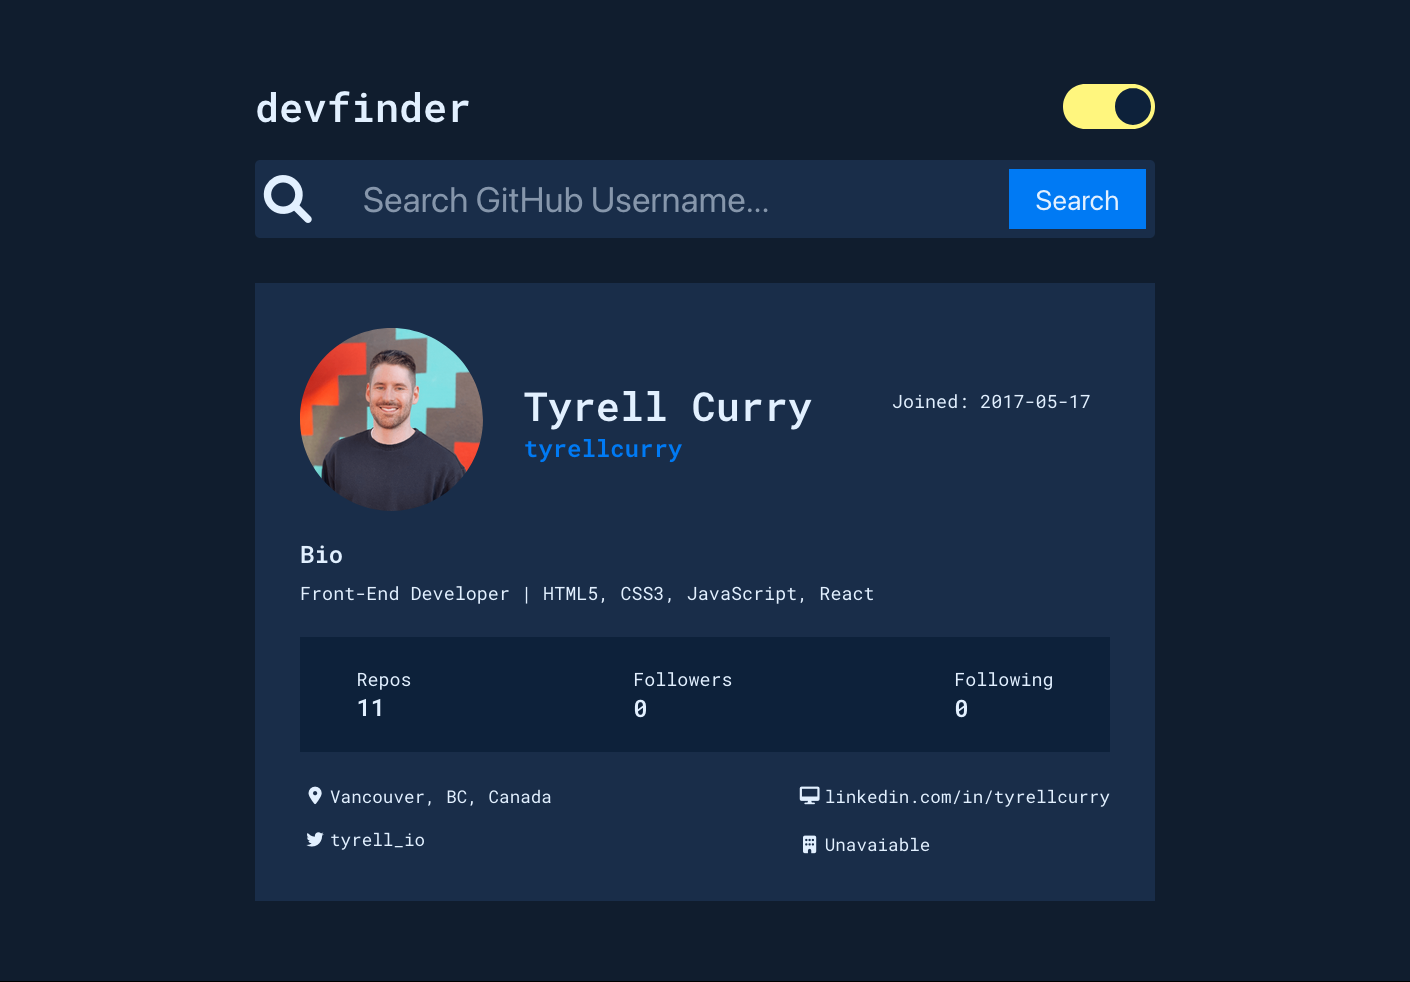 devfinder
Search GitHub Username...
Search
Tyrell Curry
tyrellcurry
Joined: 2017-05-17
Bio
Front-End Developer | HTML5, CSS3, JavaScript, React
Repos
11
Followers
0
Following
0
Vancouver, BC, Canada
linkedin.com/in/tyrellcurry
tyrell_io
Unavaiable